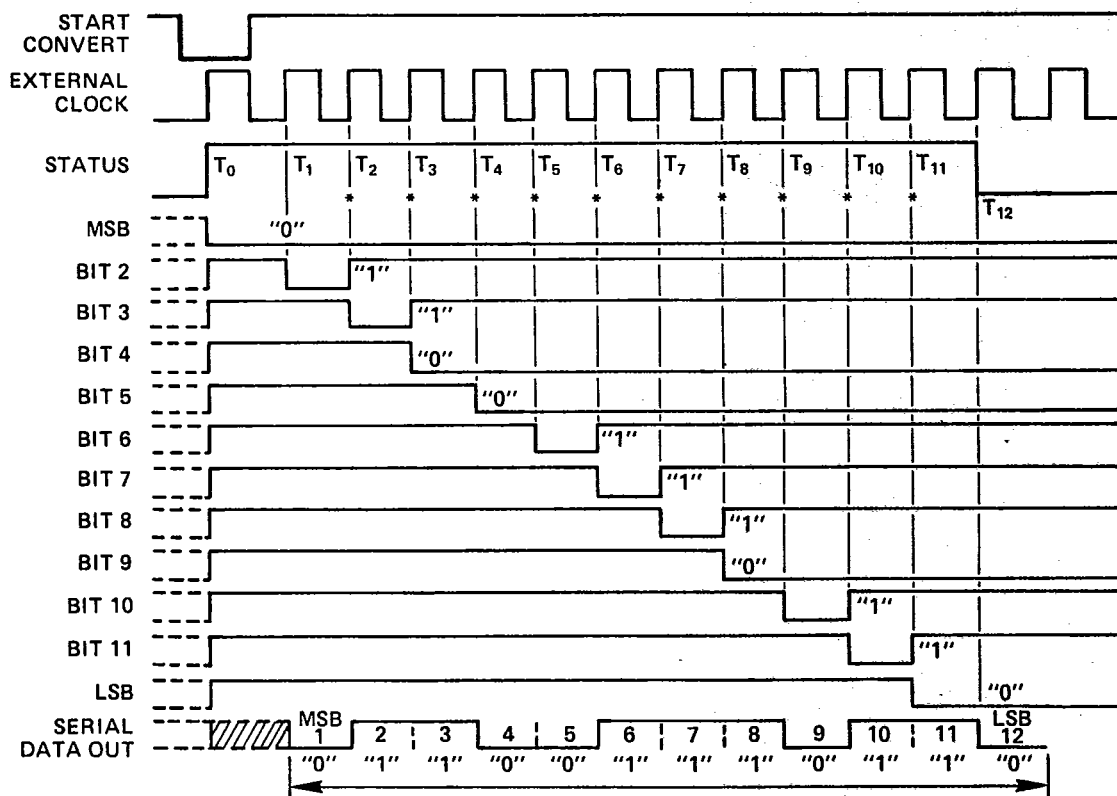 START
CONVERT
EXTERNAL
CLOCK
STATUS T0 T1 T2 T3 T4 T5 T6 T7 T8 T9 T10 T11
* * * * * * * * * *
T12
MSB "0"
BIT 2 "1"
BIT 3 "1"
BIT 4 "0"
BIT 5 "0"
BIT 6 "1"
BIT 7 "1"
BIT 8 "1"
BIT 9 "0"
BIT 10 "1"
BIT 11 "1"
LSB "0"
SERIAL
DATA OUT
MSB LSB
1 2 3 4 5 6 7 8 9 10 11 12
"0" "1" "1" "0" "0" "1" "1" "1" "0" "1" "1" "0"